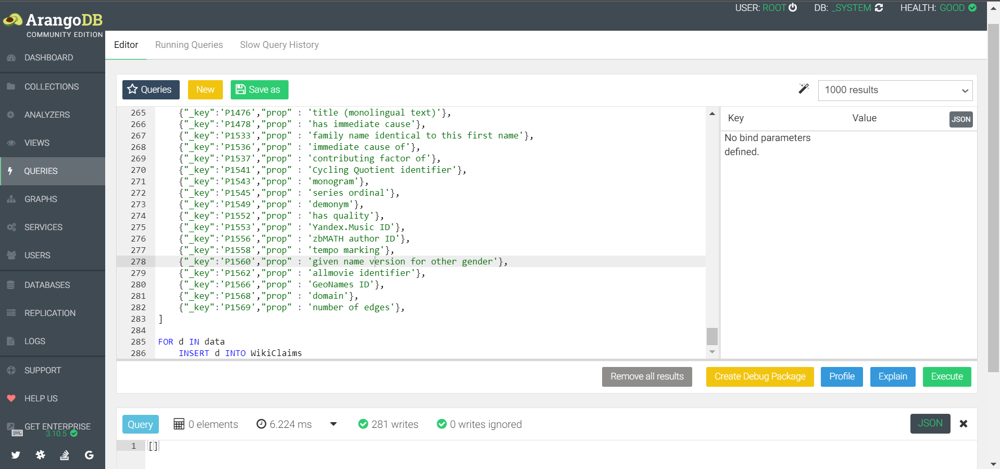 USER: ROOT DB: _SYSTEM HEALTH: GOOD
ArangoDB
COMMUNITY EDITION
DASHBOARD
COLLECTIONS
ANALYZERS
VIEWS
QUERIES
GRAPHS
SERVICES
USERS
DATABASES
REPLICATION
LOGS
SUPPORT
HELP US
GET ENTERPRISE
3.10.5
Editor Running Queries Slow Query History
Queries New Save as 1000 results
265 {"_key":'P1476',"prop" : 'title (monolingual text)'},
266 {"_key":'P1478',"prop" : 'has immediate cause'},
267 {"_key":'P1533',"prop" : 'family name identical to this first name'},
268 {"_key":'P1536',"prop" : 'immediate cause of'},
269 {"_key":'P1537',"prop" : 'contributing factor of'},
270 {"_key":'P1541',"prop" : 'Cycling Quotient identifier'},
271 {"_key":'P1543',"prop" : 'monogram'},
272 {"_key":'P1545',"prop" : 'series ordinal'},
273 {"_key":'P1549',"prop" : 'demonym'},
274 {"_key":'P1552',"prop" : 'has quality'},
275 {"_key":'P1553',"prop" : 'Yandex.Music ID'},
276 {"_key":'P1556',"prop" : 'zbMATH author ID'},
277 {"_key":'P1558',"prop" : 'tempo marking'},
278 {"_key":'P1560',"prop" : 'given name version for other gender'},
279 {"_key":'P1562',"prop" : 'allmovie identifier'},
280 {"_key":'P1566',"prop" : 'GeoNames ID'},
281 {"_key":'P1568',"prop" : 'domain'},
282 {"_key":'P1569',"prop" : 'number of edges'},
283 ]
284
285 FOR d IN data
286 INSERT d INTO WikiClaims
Key Value JSON
No bind parameters
defined.
Remove all results Create Debug Package Profile Explain Execute
Query 0 elements 6.224 ms 281 writes 0 writes ignored JSON
1 []